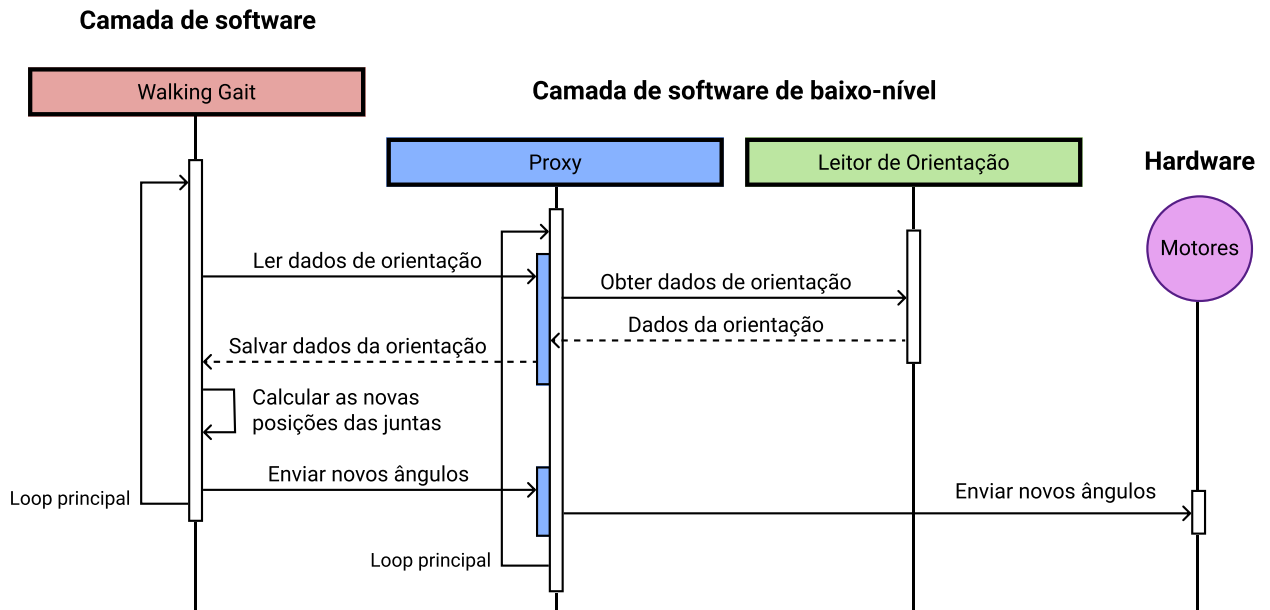 Camada de software
Walking Gait
Camada de software de baixo-nível
Proxy
Leitor de Orientação
Hardware
Motores
Ler dados de orientação
Obter dados de orientação
Dados da orientação
Salvar dados da orientação
Calcular as novas
posições das juntas
Enviar novos ângulos
Enviar novos ângulos
Loop principal
Loop principal